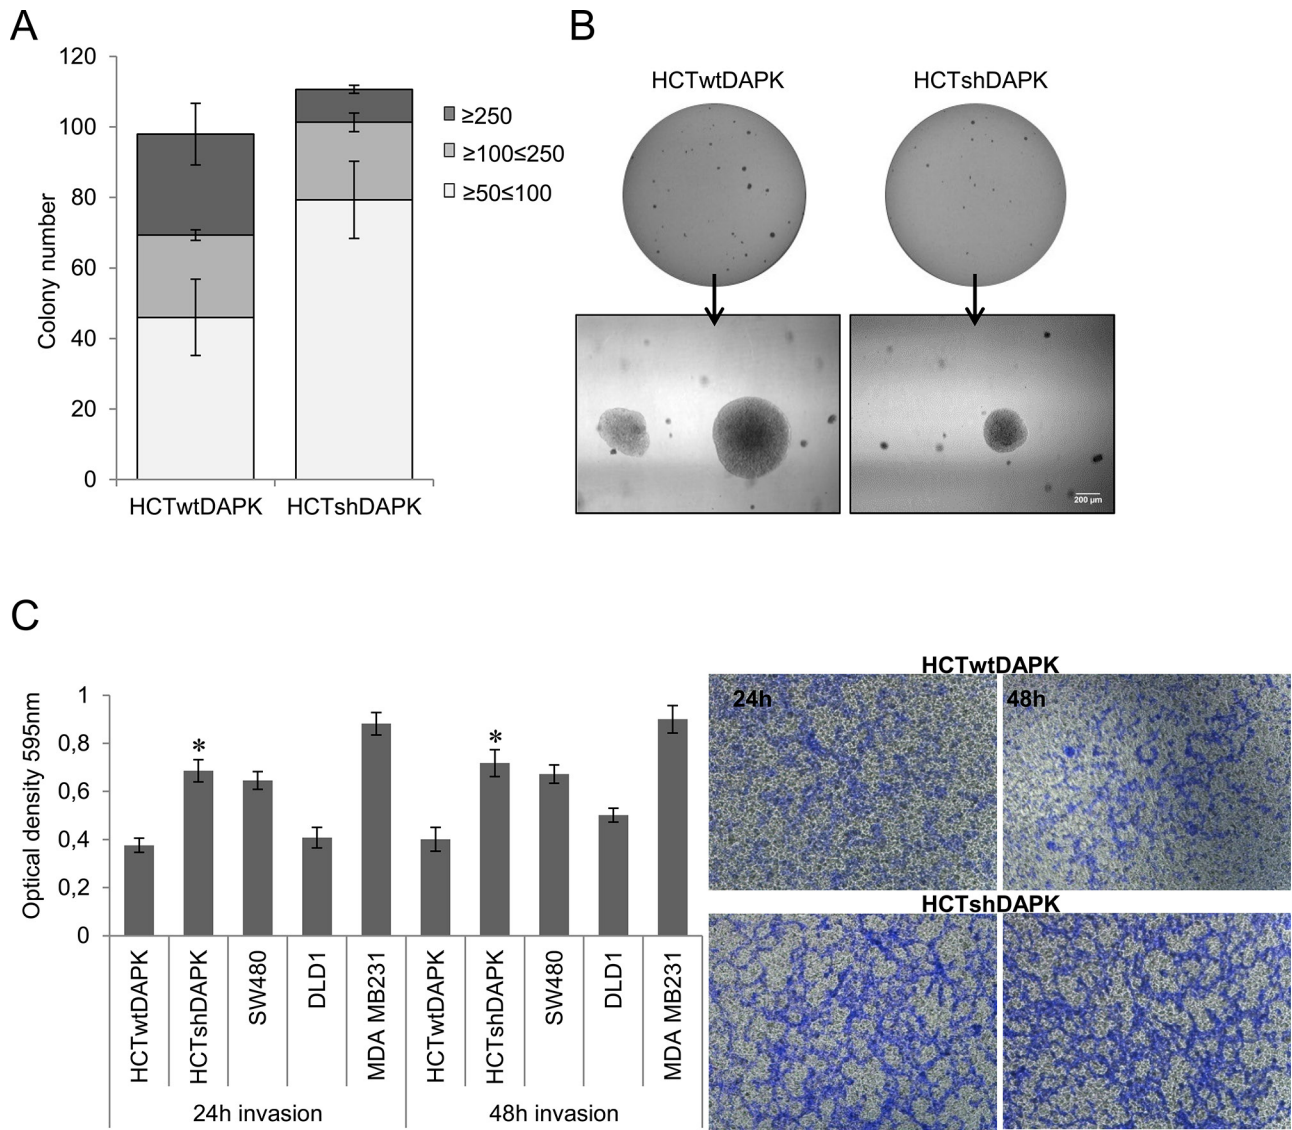 A
120
100
80
60
40
20
0
Colony number
HCTwtDAPK
HCTshDAPK
≥250
≥100≤250
≥50≤100
B
HCTwtDAPK
HCTshDAPK
200 µm
C
1
0,8
0,6
0,4
0,2
0
Optical density 595nm
*
*
HCTwtDAPK
HCTshDAPK
SW480
DLD1
MDA MB231
HCTwtDAPK
HCTshDAPK
SW480
DLD1
MDA MB231
24h invasion
48h invasion
HCTwtDAPK
24h
48h
HCTshDAPK